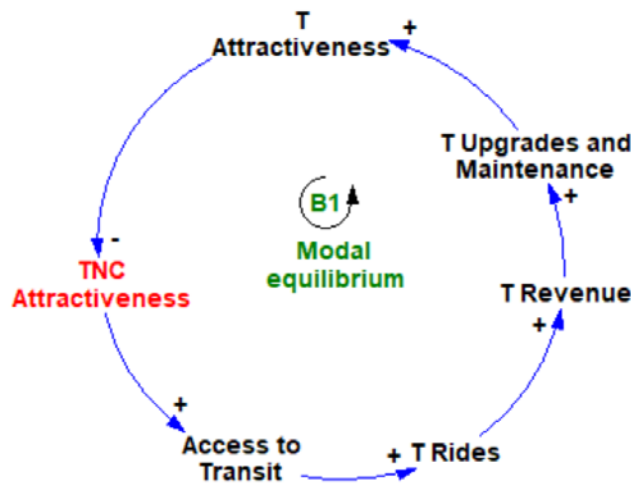 T
Attractiveness
+
T Upgrades and
Maintenance
+
B1
Modal
equilibrium
-
TNC
Attractiveness
T Revenue
+
+
Access to
Transit
+
T Rides